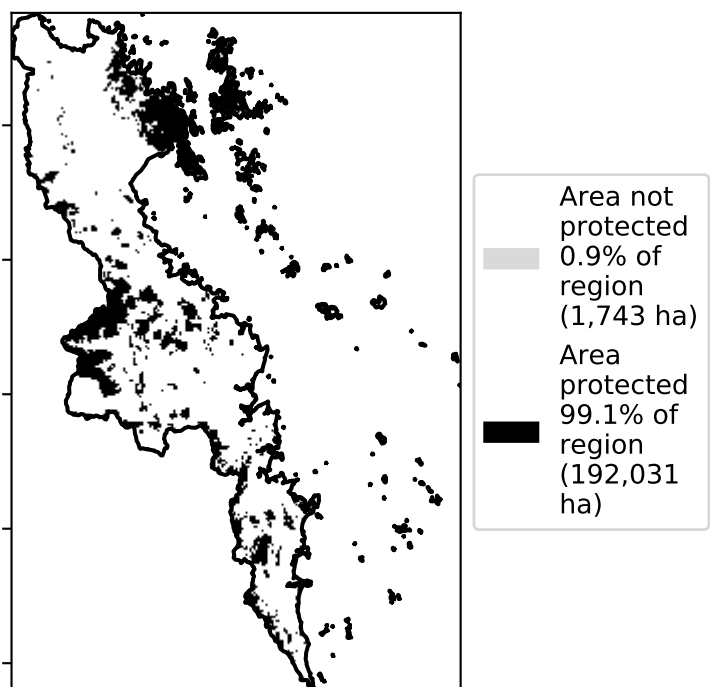 Area not
protected
0.9% of
region
(1,743 ha)
Area
protected
99.1% of
region
(192,031
ha)